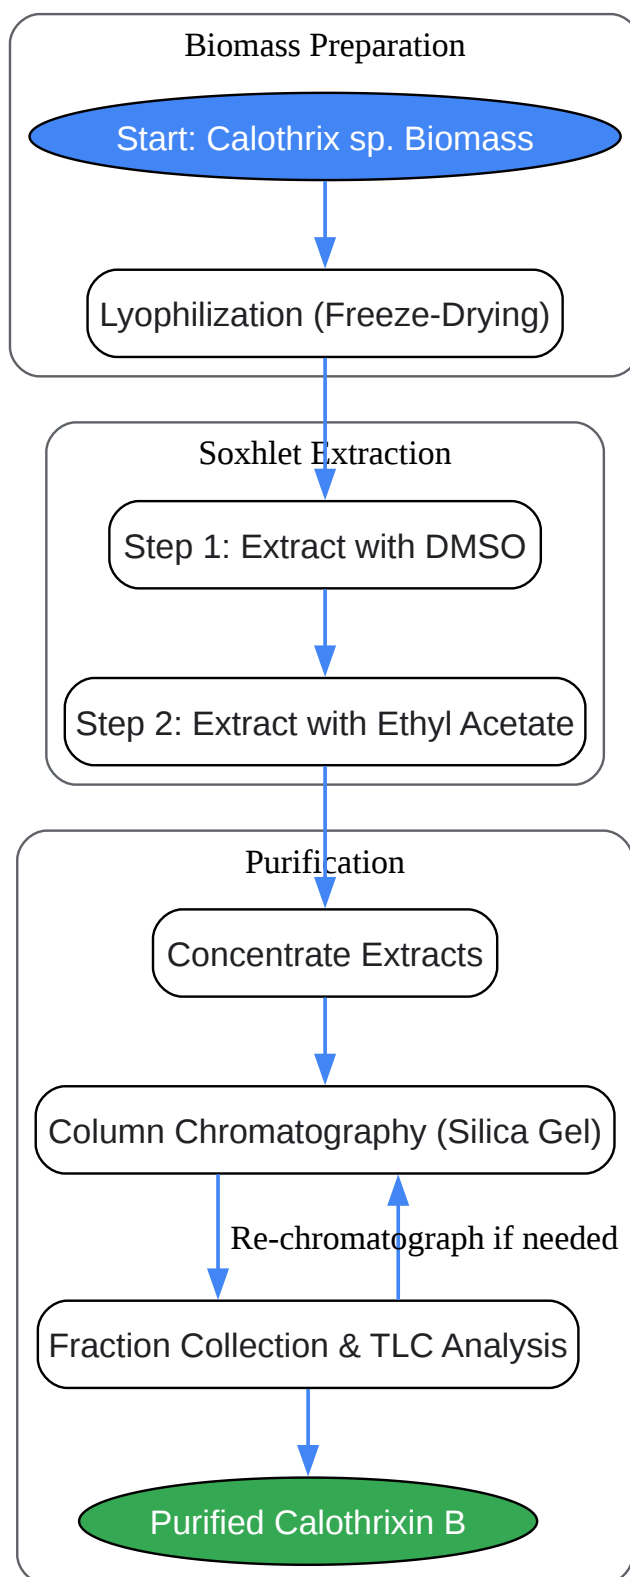 Biomass Preparation
Start: Calothrix sp. Biomass
Lyophilization (Freeze-Drying)
Soxhlet Extraction
Step 1: Extract with DMSO
Step 2: Extract with Ethyl Acetate
Purification
Concentrate Extracts
Column Chromatography (Silica Gel)
Re-chromatograph if needed
Fraction Collection & TLC Analysis
Purified Calothrixin B